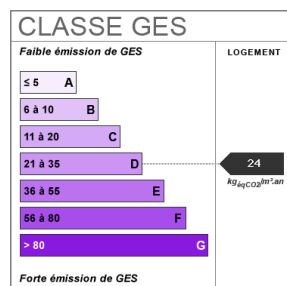 CLASSE GES
Faible émission de GES
LOGEMENT
≤ 5 A
6 à 10 B
11 à 20 C
21 à 35 D
24
kgéqCO2/m².an
36 à 55 E
56 à 80 F
> 80 G
Forte émission de GES